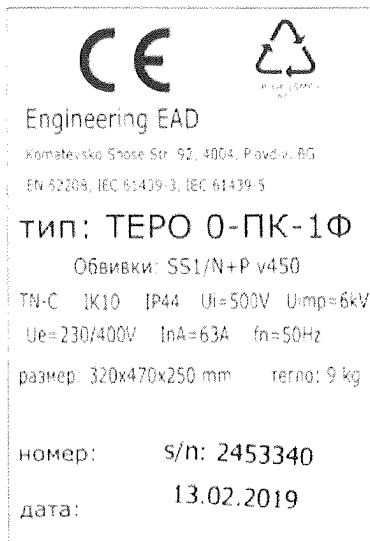 CE
Engineering EAD
Komatevsko Shose Str. 92, 4004, Plovdiv, BG
EN 62208, IEC 61439-3, IEC 61439-5
тип: ТЕРО 0-ПК-1Ф
Обвивки: SS1/N+P v450
TN-C IK10 IP44 Ui=500V Uimp=6kV
Ue=230/400V InA=63A fn=50Hz
размер: 320x470x250 mm тегло: 9 kg
номер: s/n: 2453340
дата: 13.02.2019